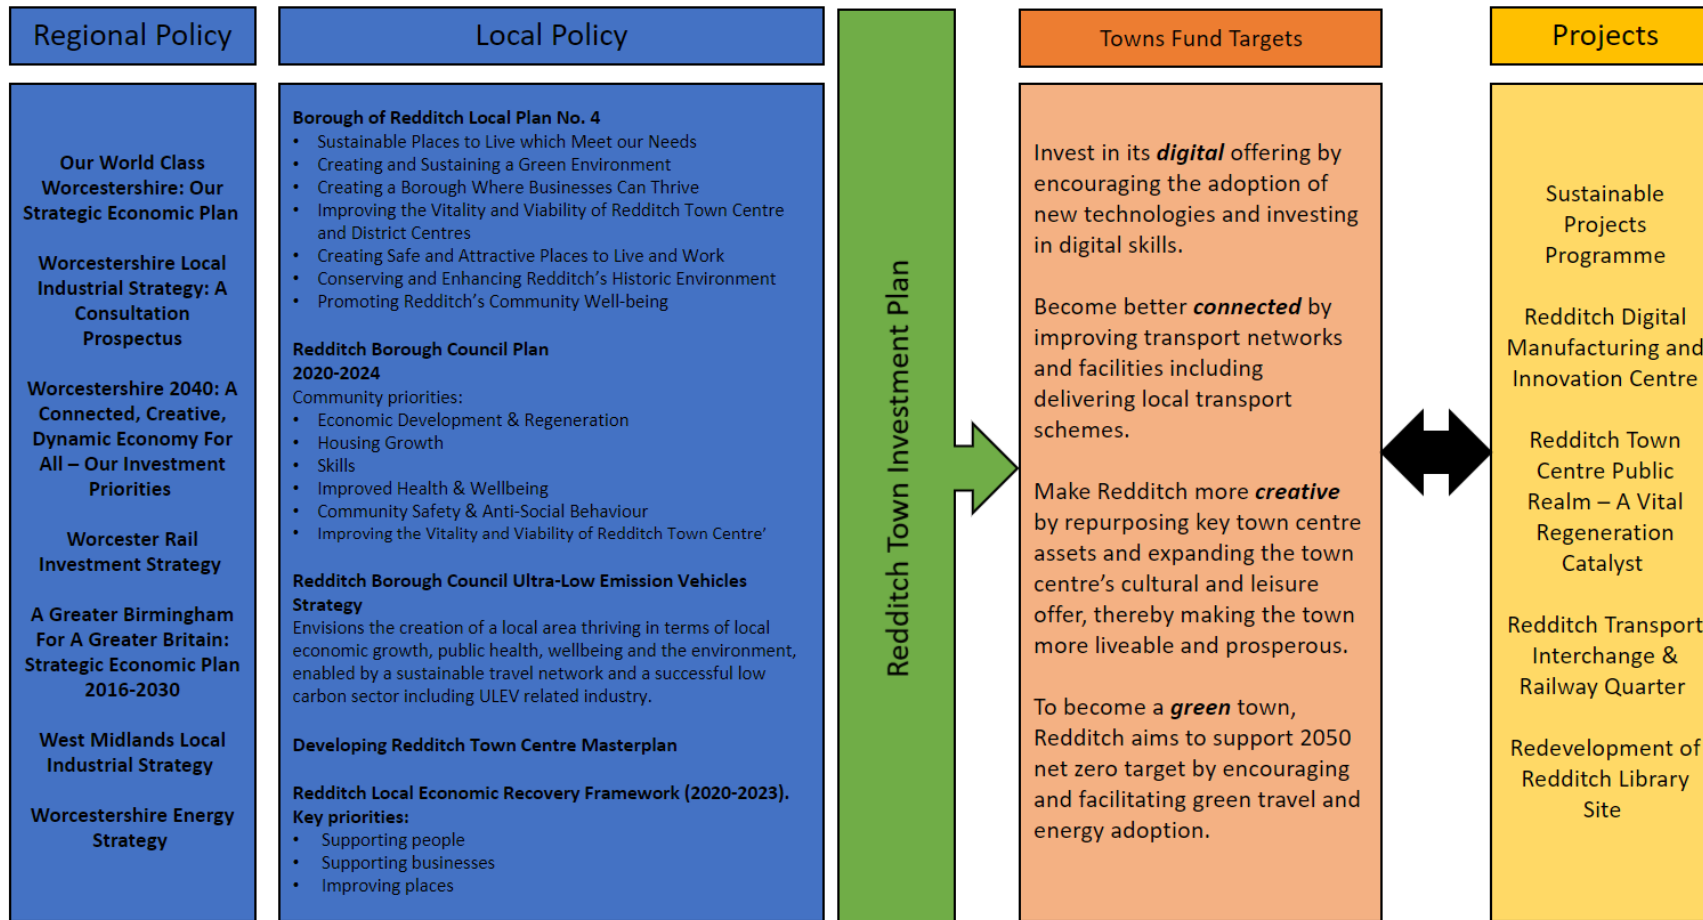 Regional Policy
Our World Class
Worcestershire: Our
Strategic Economic Plan
Worcestershire Local
Industrial Strategy: A
Consultation
Prospectus
Worcestershire 2040: A
Connected, Creative,
Dynamic Economy For
All – Our Investment
Priorities
Worcester Rail
Investment Strategy
A Greater Birmingham
For A Greater Britain:
Strategic Economic Plan
2016-2030
West Midlands Local
Industrial Strategy
Worcestershire Energy
Strategy
Local Policy
Borough of Redditch Local Plan No. 4
• Sustainable Places to Live which Meet our Needs
• Creating and Sustaining a Green Environment
• Creating a Borough Where Businesses Can Thrive
• Improving the Vitality and Viability of Redditch Town Centre
and District Centres
• Creating Safe and Attractive Places to Live and Work
• Conserving and Enhancing Redditch's Historic Environment
• Promoting Redditch's Community Well-being
Redditch Borough Council Plan
2020-2024
Community priorities:
• Economic Development & Regeneration
• Housing Growth
• Skills
• Improved Health & Wellbeing
• Community Safety & Anti-Social Behaviour
• Improving the Vitality and Viability of Redditch Town Centre'
Redditch Borough Council Ultra-Low Emission Vehicles
Strategy
Envisions the creation of a local area thriving in terms of local
economic growth, public health, wellbeing and the environment,
enabled by a sustainable travel network and a successful low
carbon sector including ULEV related industry.
Developing Redditch Town Centre Masterplan
Redditch Local Economic Recovery Framework (2020-2023).
Key priorities:
• Supporting people
• Supporting businesses
• Improving places
Redditch Town Investment Plan
Towns Fund Targets
Invest in its digital offering by
encouraging the adoption of
new technologies and investing
in digital skills.
Become better connected by
improving transport networks
and facilities including
delivering local transport
schemes.
Make Redditch more creative
by repurposing key town centre
assets and expanding the town
centre's cultural and leisure
offer, thereby making the town
more liveable and prosperous.
To become a green town,
Redditch aims to support 2050
net zero target by encouraging
and facilitating green travel and
energy adoption.
Projects
Sustainable
Projects
Programme
Redditch Digital
Manufacturing and
Innovation Centre
Redditch Town
Centre Public
Realm – A Vital
Regeneration
Catalyst
Redditch Transport
Interchange &
Railway Quarter
Redevelopment of
Redditch Library
Site